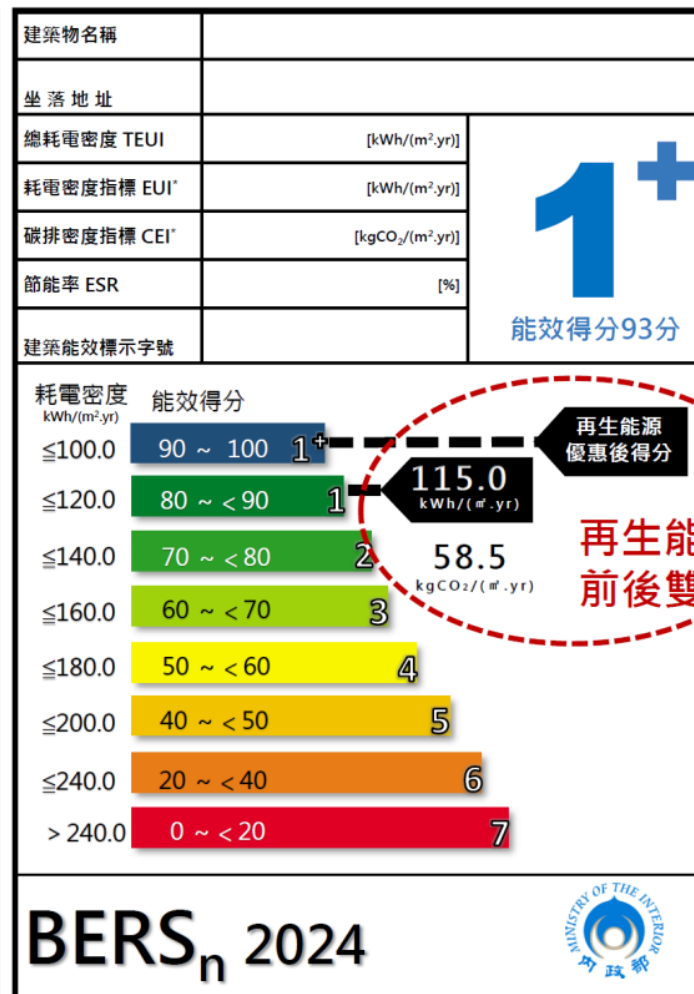 建築物名稱
坐落地址
總耗電密度 TEUI [kWh/(m².yr)]
耗電密度指標 EUI* [kWh/(m².yr)]
碳排密度指標 CEI* [kgCO₂/(m².yr)]
節能率 ESR [%]
建築能效標示字號
1⁺
能效得分93分
耗電密度 能效得分
kWh/(m².yr)
≦100.0 90 ~ 100 1⁺
再生能源
優惠後得分
≦120.0 80 ~ < 90 1
115.0
kWh/(㎡.yr)
≦140.0 70 ~ < 80 2
58.5
kgCO₂/(㎡.yr)
再生能
前後雙
≦160.0 60 ~ < 70 3
≦180.0 50 ~ < 60 4
≦200.0 40 ~ < 50 5
≦240.0 20 ~ < 40 6
> 240.0 0 ~ < 20 7
BERSn 2024
MINISTRY OF THE INTERIOR
內政部